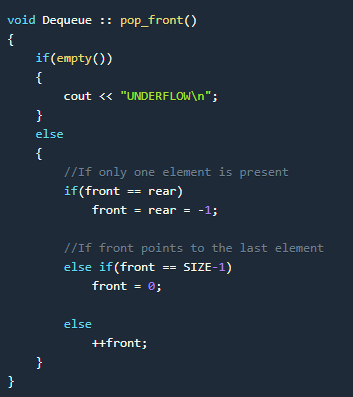 void Dequeue :: pop_front()
{
    if(empty())
    {
        cout << "UNDERFLOW\n";
    }
    else
    {
        //If only one element is present
        if(front == rear)
            front = rear = -1;

        //If front points to the last element
        else if(front == SIZE-1)
            front = 0;

        else
            ++front;
    }
}